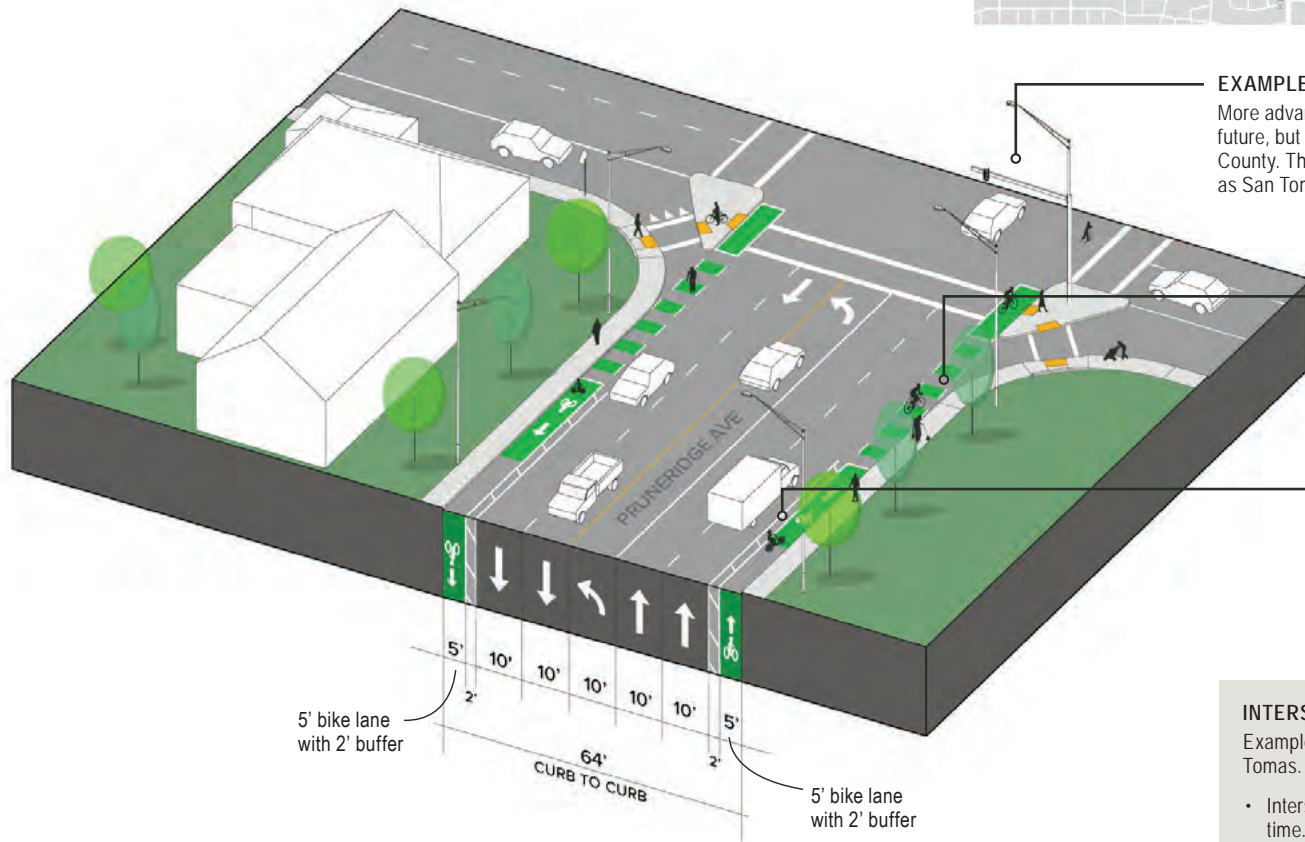 EXAMPLE
More advan
future, but
County. Th
as San Tor
PRUNERIDGE AVE
5' 10' 10' 10' 10' 10' 5'
2' 2'
64'
CURB TO CURB
5' bike lane
with 2' buffer
5' bike lane
with 2' buffer
INTERS
Example
Tomas.
• Inters
time.